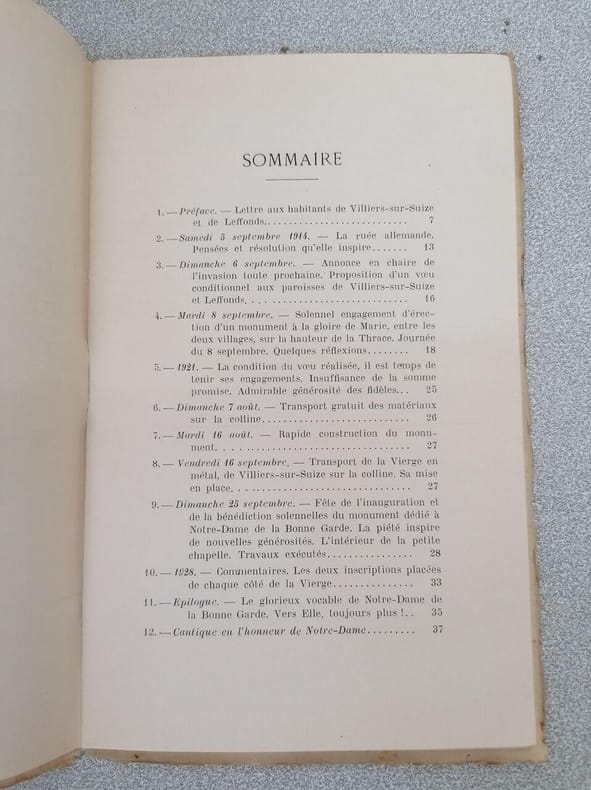 SOMMAIRE
1. — Préface. — Lettre aux habitants de Villiers-sur-Suize
et de Leffonds........................... 7
2. — Samedi 5 septembre 1914. — La ruée allemande.
Pensées et résolution qu'elle inspire....... 13
3. — Dimanche 6 septembre. — Annonce en chaire de
l'invasion toute prochaine. Proposition d'un vœu
conditionnel aux paroisses de Villiers-sur-Suize
et Leffonds. .............................. 16
4. — Mardi 8 septembre. — Solennel engagement d'érec-
tion d'un monument à la gloire de Marie, entre les
deux villages, sur la hauteur de la Thrace. Journée
du 8 septembre. Quelques réflexions........ 18
5. — 1921. — La condition du vœu réalisée, il est temps de
tenir ses engagements. Insuffisance de la somme
promise. Admirable générosité des fidèles... 25
6. — Dimanche 7 août. — Transport gratuit des matériaux
sur la colline............................ 26
7. — Mardi 16 août. — Rapide construction du monu-
ment. .................................... 27
8. — Vendredi 16 septembre. — Transport de la Vierge en
métal, de Villiers-sur-Suize sur la colline. Sa mise
en place. ................................ 27
9. — Dimanche 25 septembre. — Fête de l'inauguration et
de la bénédiction solennelles du monument dédié à
Notre-Dame de la Bonne Garde. La piété inspire
de nouvelles générosités. L'intérieur de la petite
chapelle. Travaux exécutés................ 28
10. — 1928. — Commentaires. Les deux inscriptions placées
de chaque côté de la Vierge............... 33
11. — Epilogue. — Le glorieux vocable de Notre-Dame de
la Bonne Garde. Vers Elle, toujours plus !.. 35
12. — Cantique en l'honneur de Notre-Dame......... 37